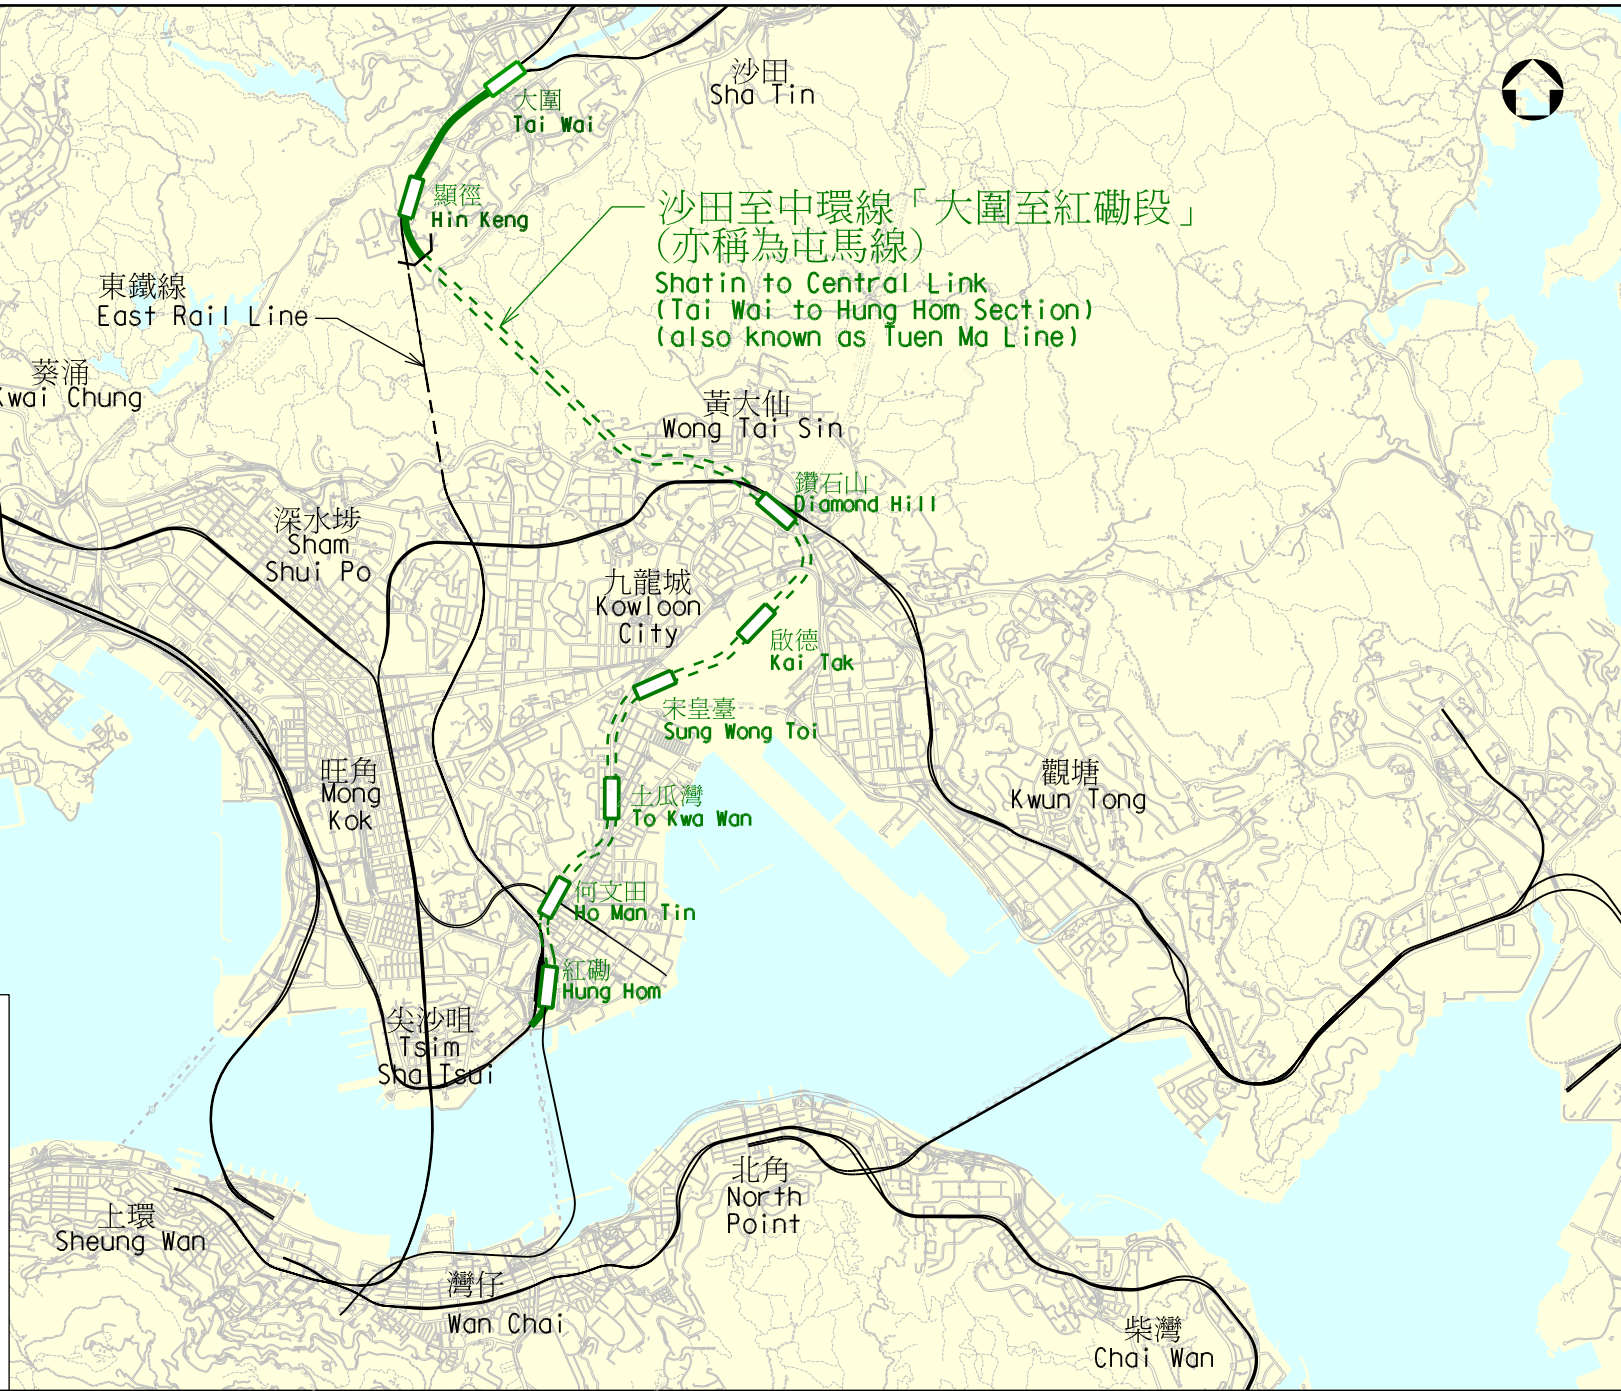 沙田
Sha Tin
大圍
Tai Wai
顯徑
Hin Keng
沙田至中環線「大圍至紅磡段」
(亦稱為屯馬線)
Shatin to Central Link
(Tai Wai to Hung Hom Section)
(also known as Tuen Ma Line)
東鐵線
East Rail Line
葵涌
Kwai Chung
黃大仙
Wong Tai Sin
鑽石山
Diamond Hill
深水埗
Sham
Shui Po
九龍城
Kowloon
City
啟德
Kai Tak
宋皇臺
Sung Wong Toi
旺角
Mong
Kok
土瓜灣
To Kwa Wan
觀塘
Kwun Tong
何文田
Ho Man Tin
紅磡
Hung Hom
尖沙咀
Tsim
Sha Tsui
北角
North
Point
上環
Sheung Wan
灣仔
Wan Chai
柴灣
Chai Wan